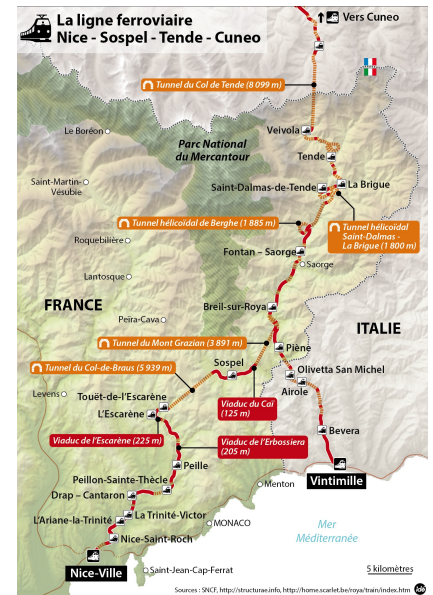 La ligne ferroviaire
Nice - Sospel - Tende - Cuneo
Vers Cuneo
Tunnel du Col de Tende (8 099 m)
Le Boréon
Veivola
Parc National
du Mercantour
Tende
Saint-Martin-
Vésubie
Saint-Dalmas-de-Tende
La Brigue
Tunnel hélicoïdal de Berghe (1 885 m)
Tunnel hélicoïdal
Saint-Dalmas -
La Brigue (1 800 m)
Roquebilière
Fontan – Saorge
Saorge
Lantosque
FRANCE
Breil-sur-Roya
Peïra-Cava
ITALIE
Tunnel du Mont Grazian (3 891 m)
Piène
Sospel
Tunnel du Col-de-Braus (5 939 m)
Olivetta San Michel
Airole
Levens
Touët-de-l'Escarène
L'Escarène
Viaduc du Caï
(125 m)
Bevera
Viaduc de l'Escarène (225 m)
Viaduc de l'Erbossiera
(205 m)
Peille
Peillon-Sainte-Thècle
Vintimille
Menton
Drap – Cantaron
La Trinité-Victor
L'Ariane-la-Trinité
MONACO
Nice-Saint-Roch
Mer
Méditerranée
Nice-Ville
Saint-Jean-Cap-Ferrat
5 kilomètres
Sources : SNCF, http://structurae.info, http://home.scarlet.be/roya/train/index.htm
idé